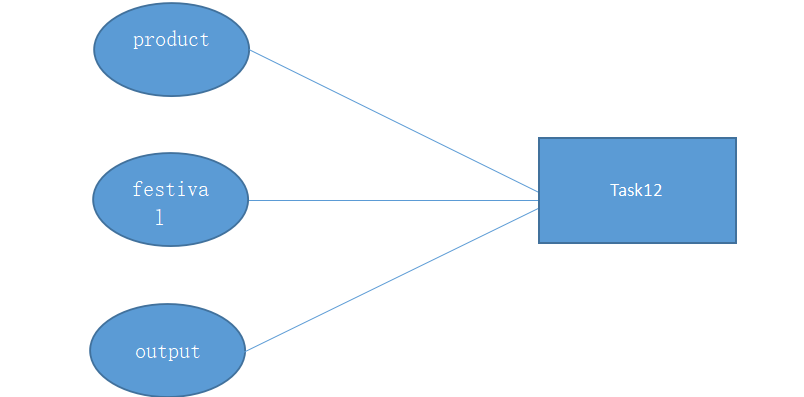 product
festiva
l
Task12
output